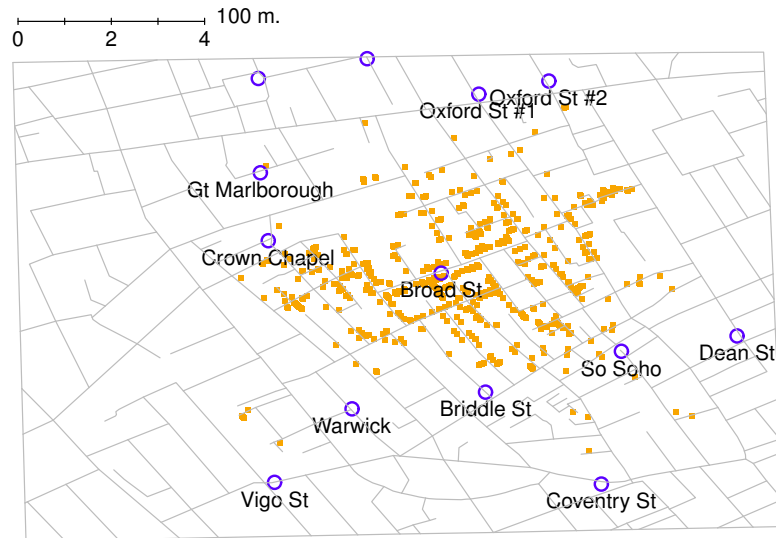 100 m.
0 2 4
Oxford St #2
Oxford St #1
Gt Marlborough
Crown Chapel
Broad St
Dean St
So Soho
Briddle St
Warwick
Vigo St
Coventry St